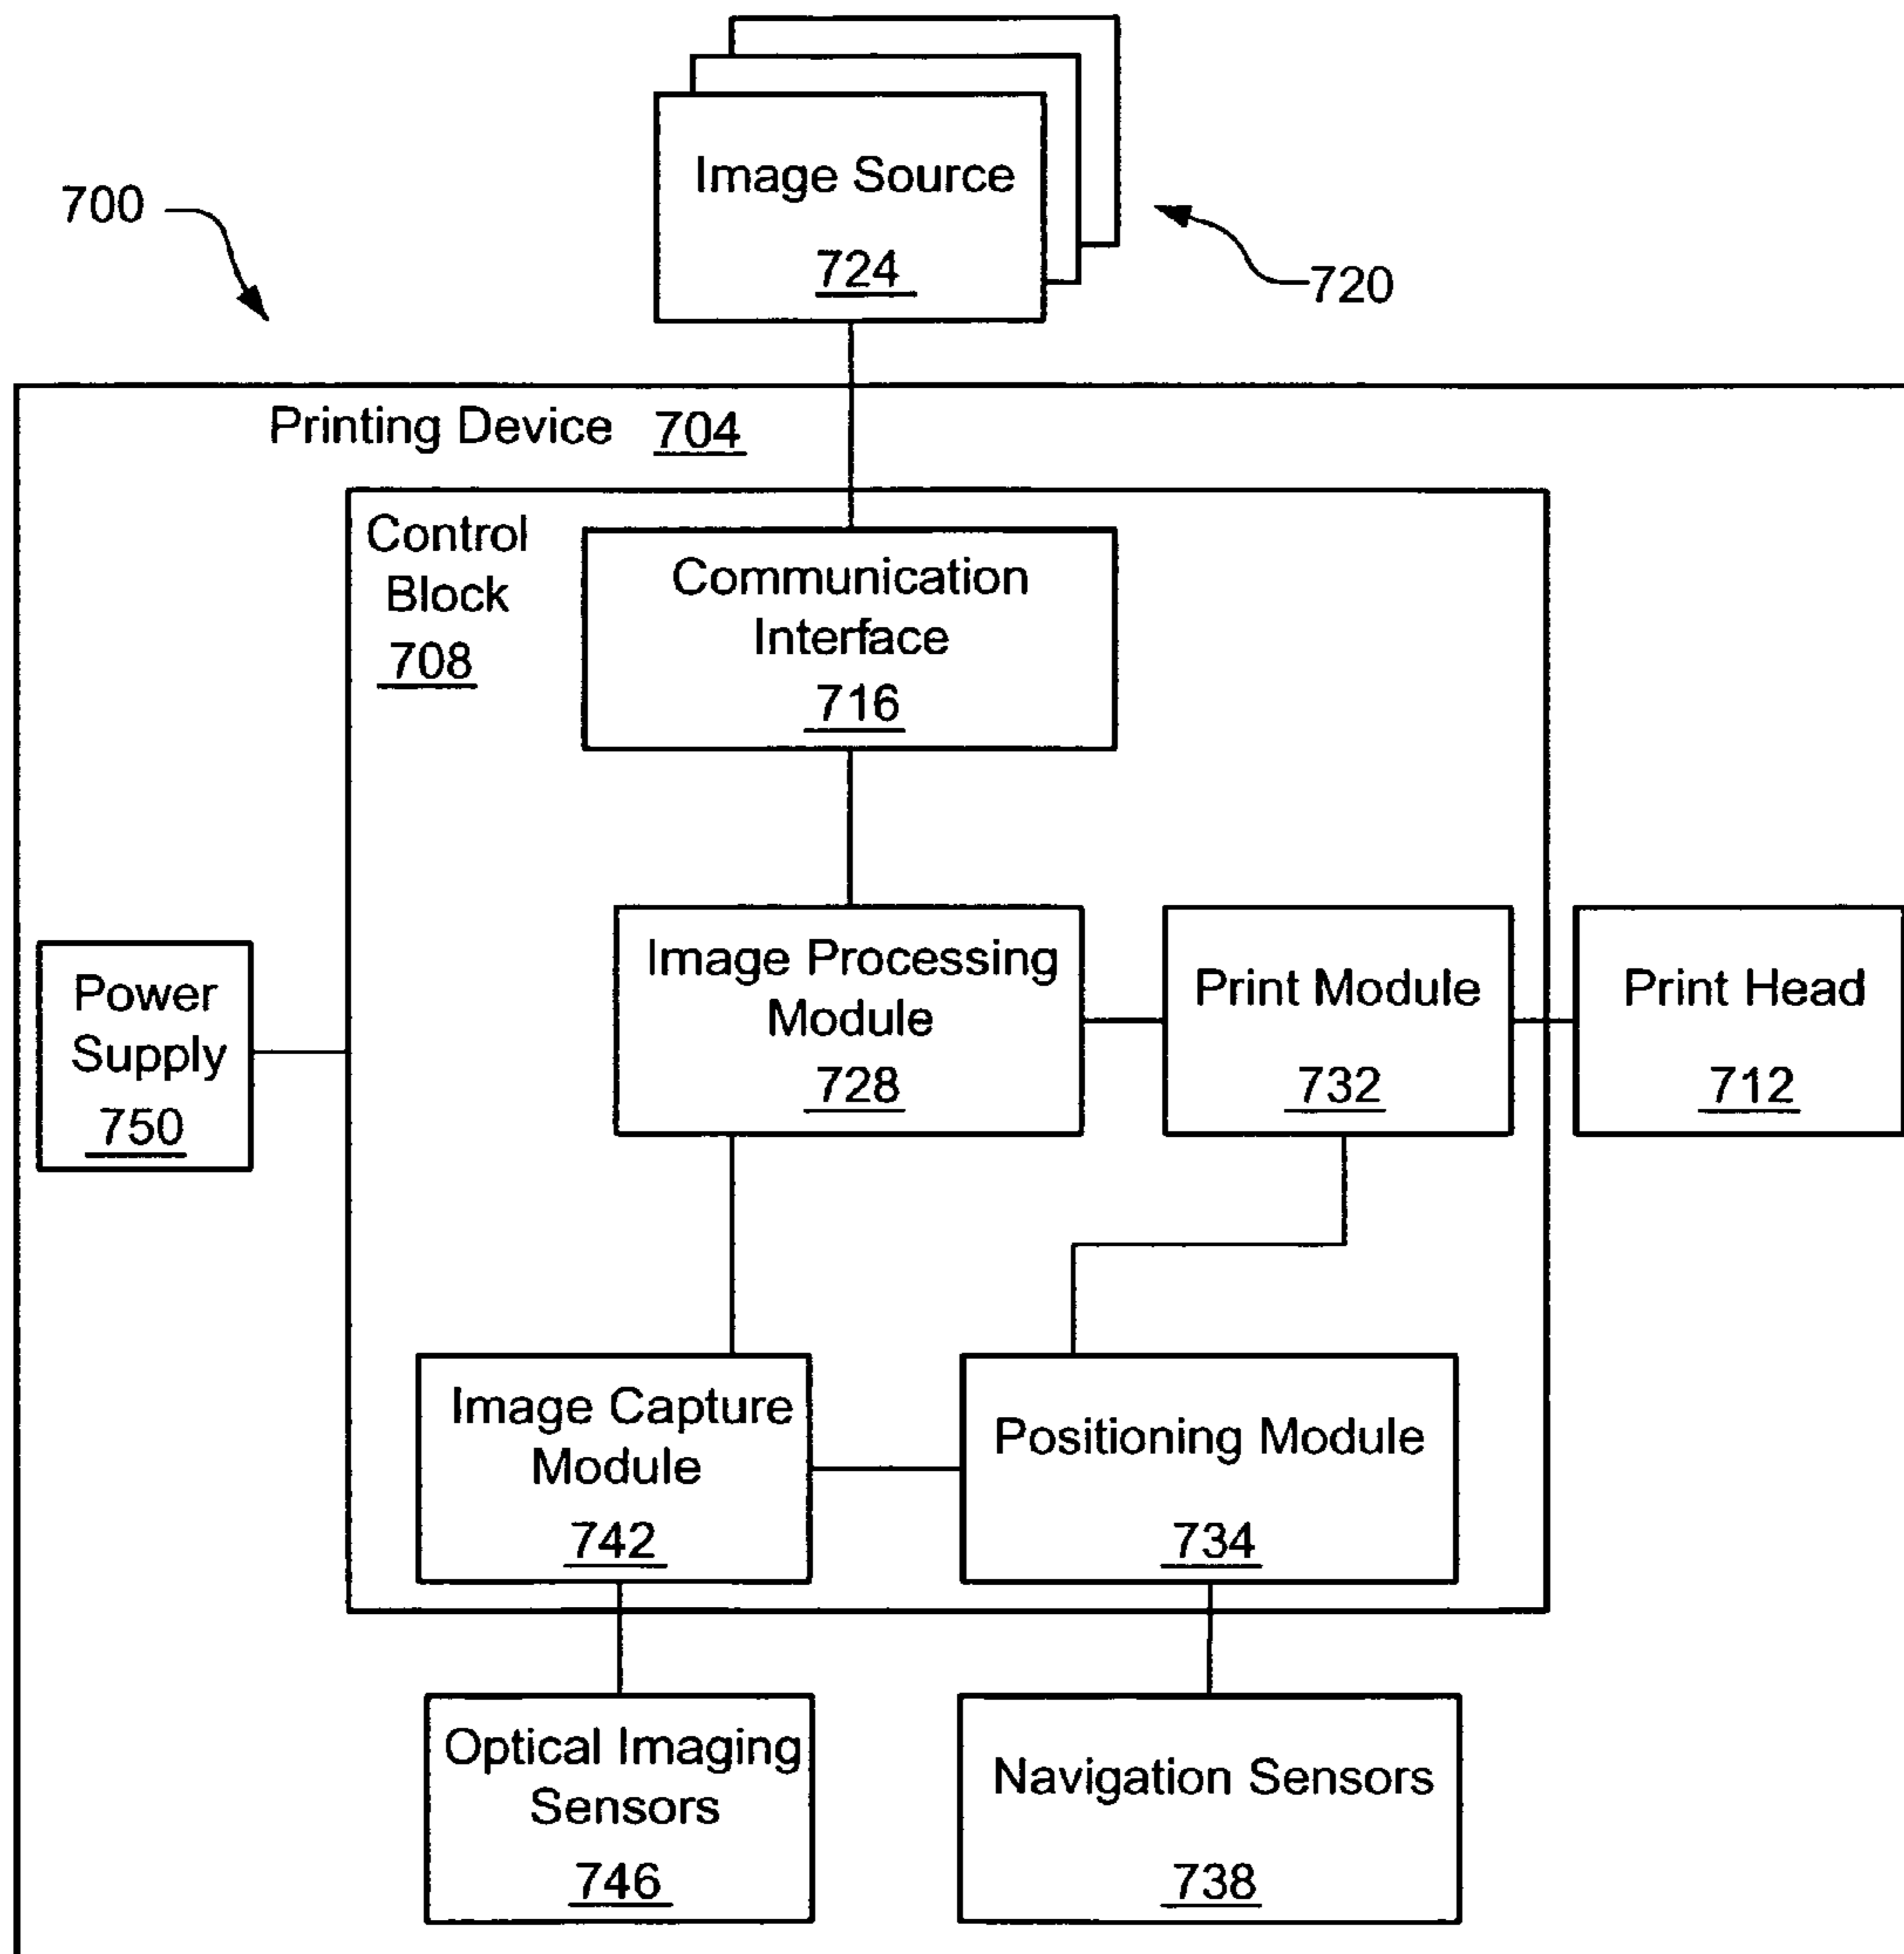 Image Source
724
700
720
Printing Device 704
Control
Block
708
Communication
Interface
716
Power
Supply
750
Image Processing
Module
728
Print Module
732
Print Head
712
Image Capture
Module
742
Positioning Module
734
Optical Imaging
Sensors
746
Navigation Sensors
738